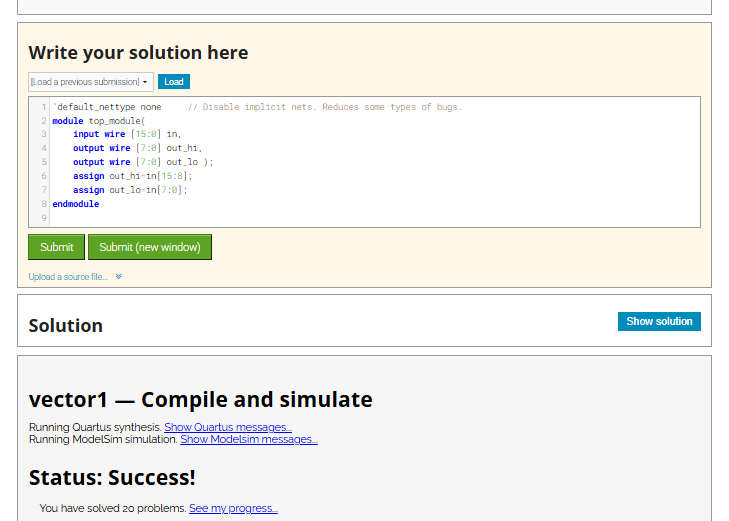 Write your solution here
[Load a previous submission]
Load
1 `default_nettype none     // Disable implicit nets. Reduces some types of bugs.
2 module top_module(
3     input wire [15:0] in,
4     output wire [7:0] out_hi,
5     output wire [7:0] out_lo );
6     assign out_hi=in[15:8];
7     assign out_lo=in[7:0];
8 endmodule
9
Submit
Submit (new window)
Upload a source file...
Solution
Show solution
vector1 — Compile and simulate
Running Quartus synthesis. Show Quartus messages...
Running ModelSim simulation. Show Modelsim messages...
Status: Success!
You have solved 20 problems. See my progress...